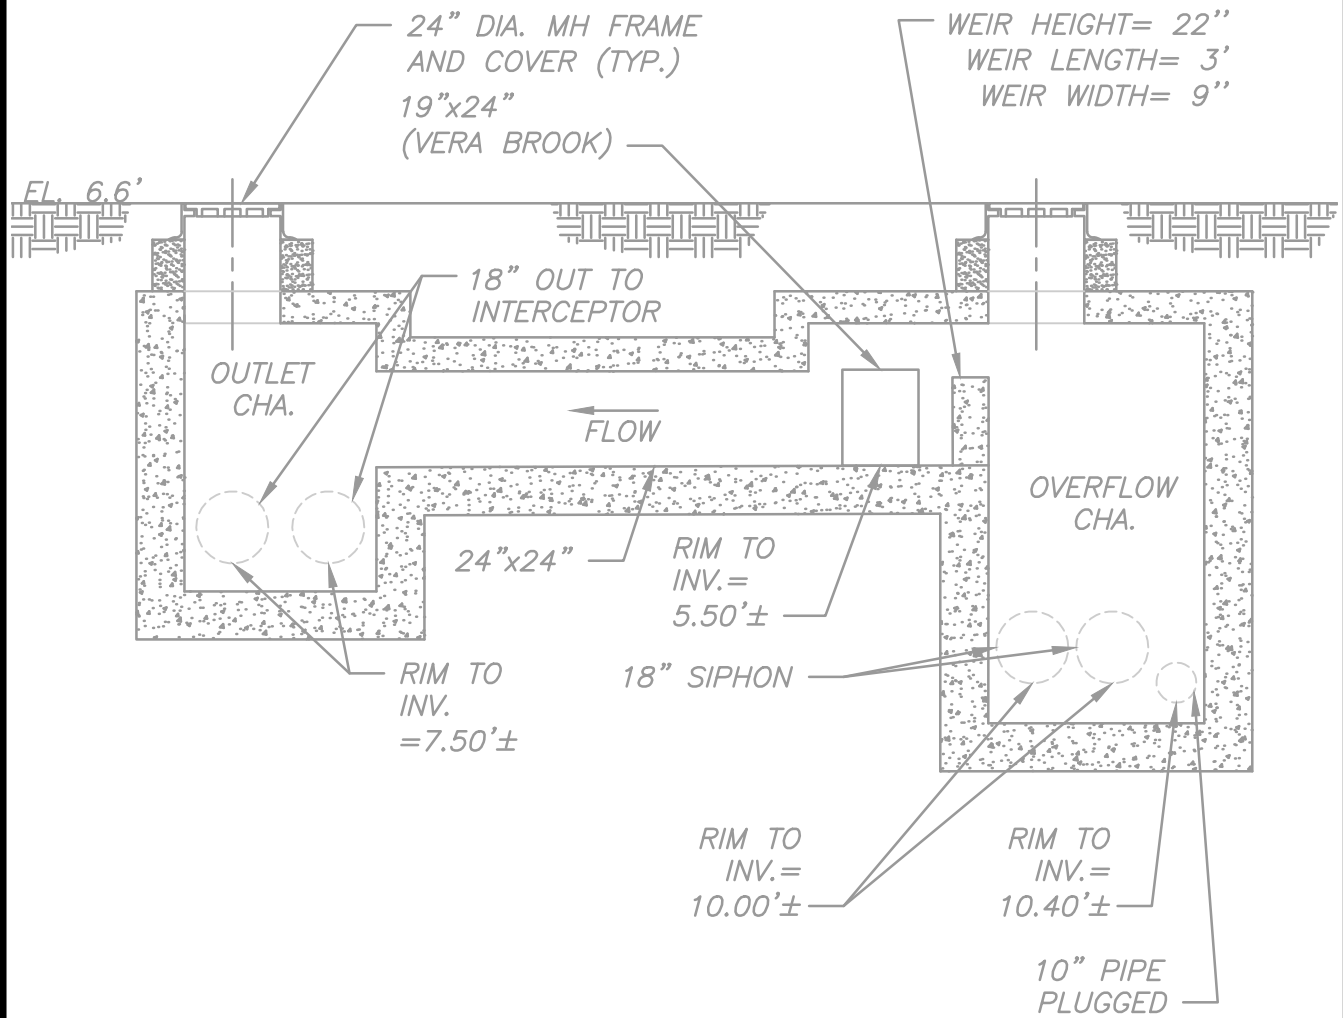 24" DIA. MH FRAME
AND COVER (TYP.)
19"x24"
(VERA BROOK)
WEIR HEIGHT= 22''
WEIR LENGTH= 3'
WEIR WIDTH= 9''
EL. 6.6'
18" OUT TO
INTERCEPTOR
OUTLET
CHA.
FLOW
OVERFLOW
CHA.
24"x24"
RIM TO
INV.=
5.50'±
18" SIPHON
RIM TO
INV.
=7.50'±
RIM TO
INV.=
10.00'±
RIM TO
INV.=
10.40'±
10" PIPE
PLUGGED